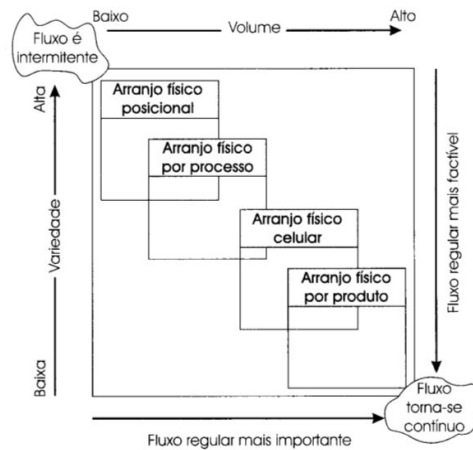 Baixo
Volume
Alto
Fluxo é
intermitente
Alta
Variedade
Baixa
Arranjo físico
posicional
Arranjo físico
por processo
Arranjo físico
celular
Arranjo físico
por produto
Fluxo regular mais factível
Fluxo
torna-se
contínuo
Fluxo regular mais importante